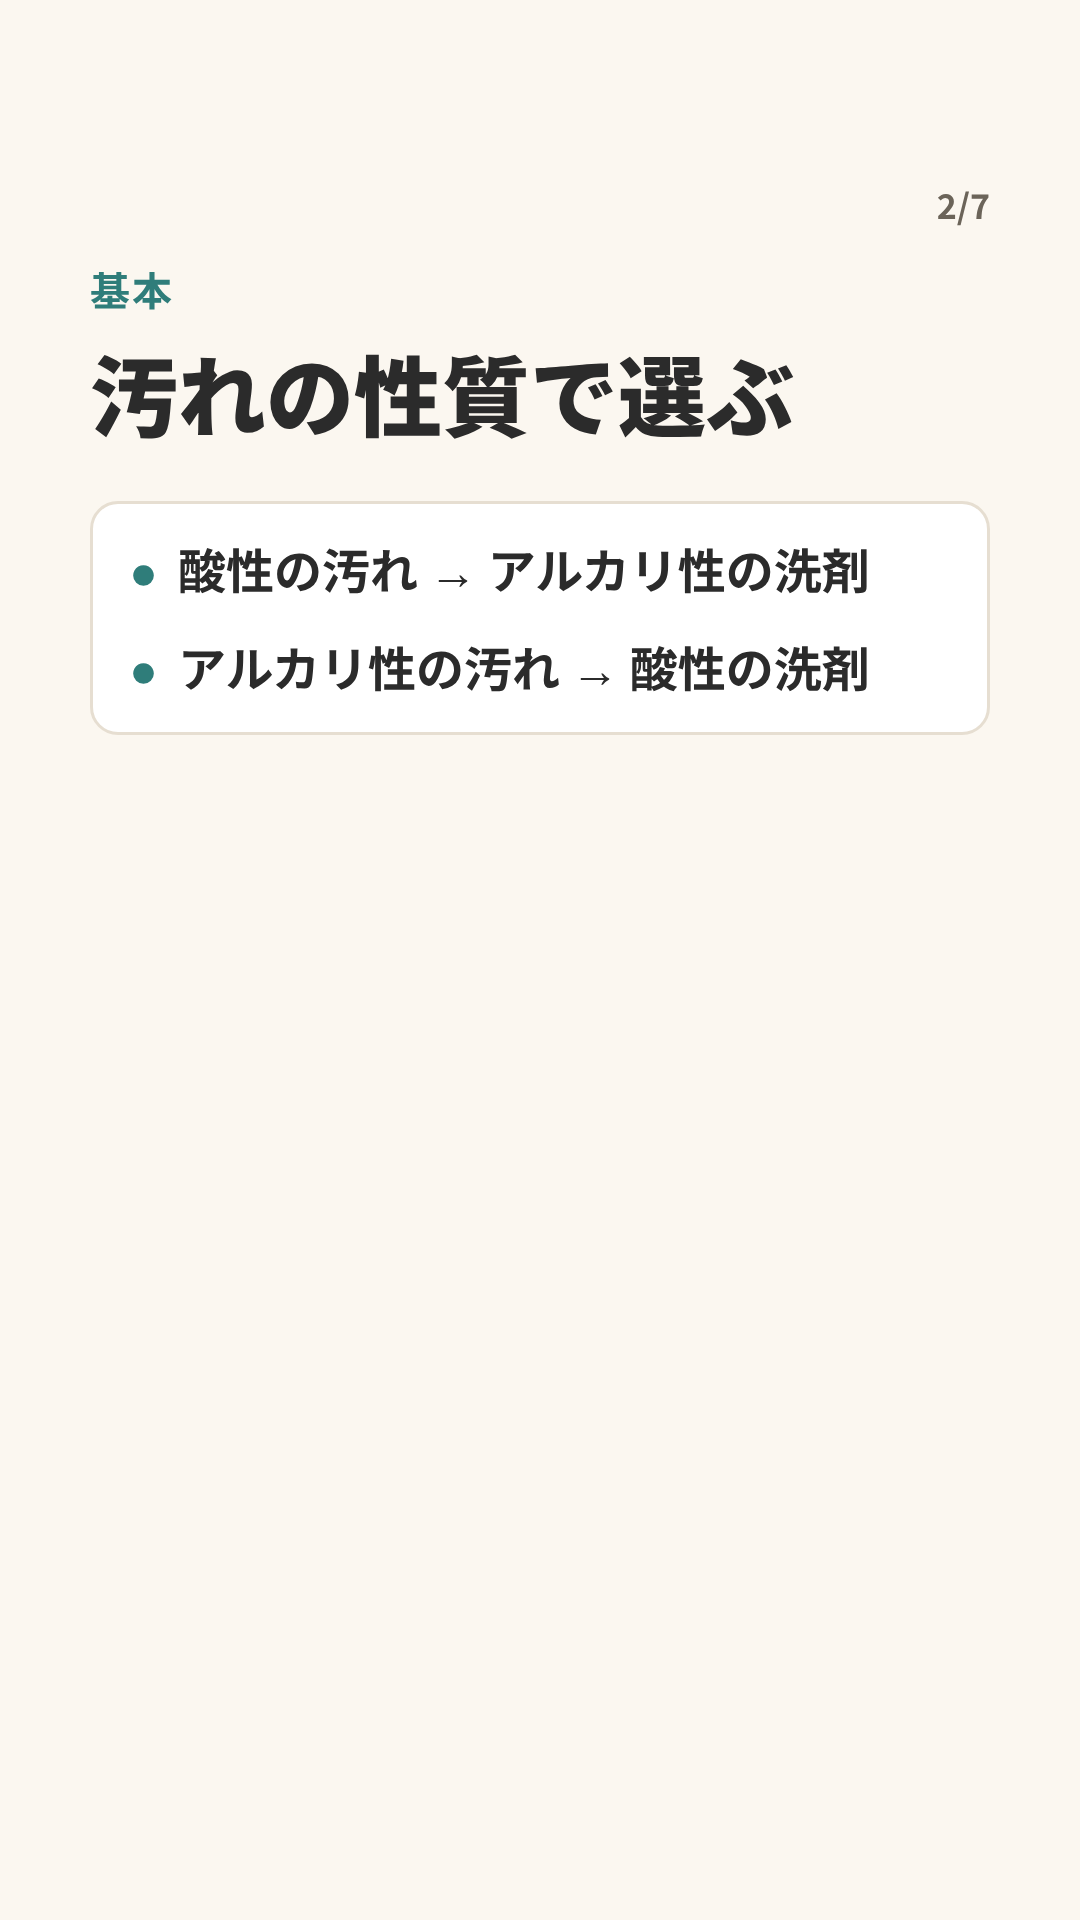 2/7
基本
汚れの性質で選ぶ
● 酸性の汚れ → アルカリ性の洗剤
● アルカリ性の汚れ → 酸性の洗剤